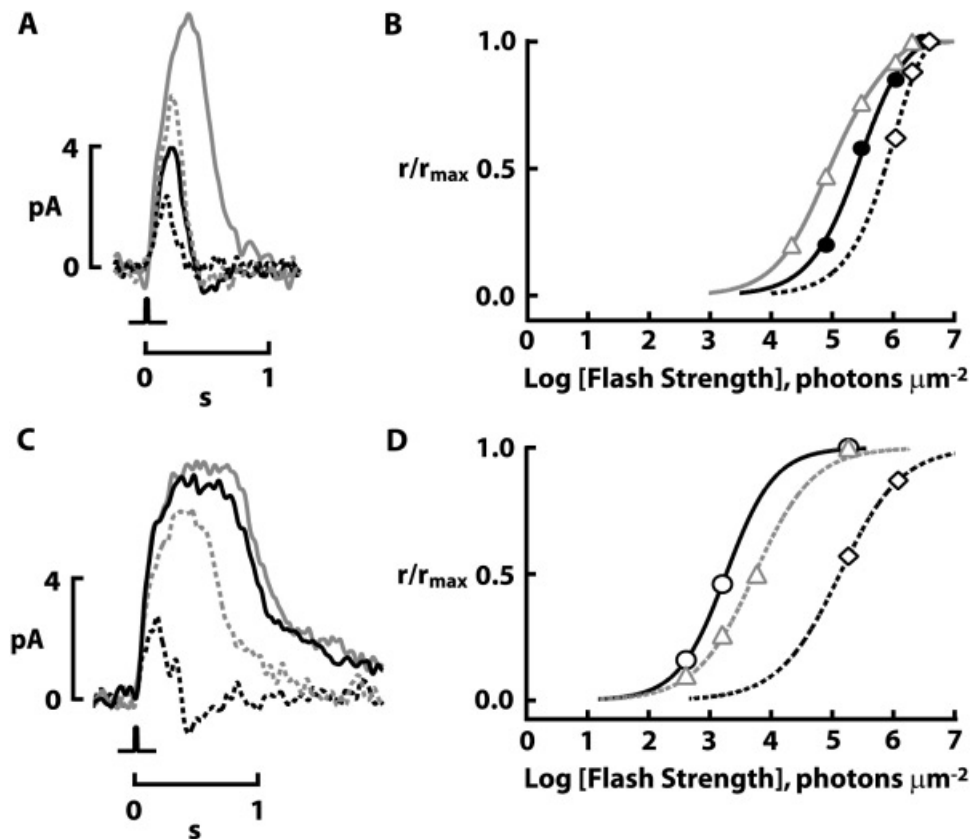 A
4
pA
0
0 1
s
B
1.0
r/rmax 0.5
0.0
0 1 2 3 4 5 6 7
Log [Flash Strength], photons μm-2
C
4
pA
0
0 1
s
D
1.0
r/rmax 0.5
0.0
0 1 2 3 4 5 6 7
Log [Flash Strength], photons μm-2